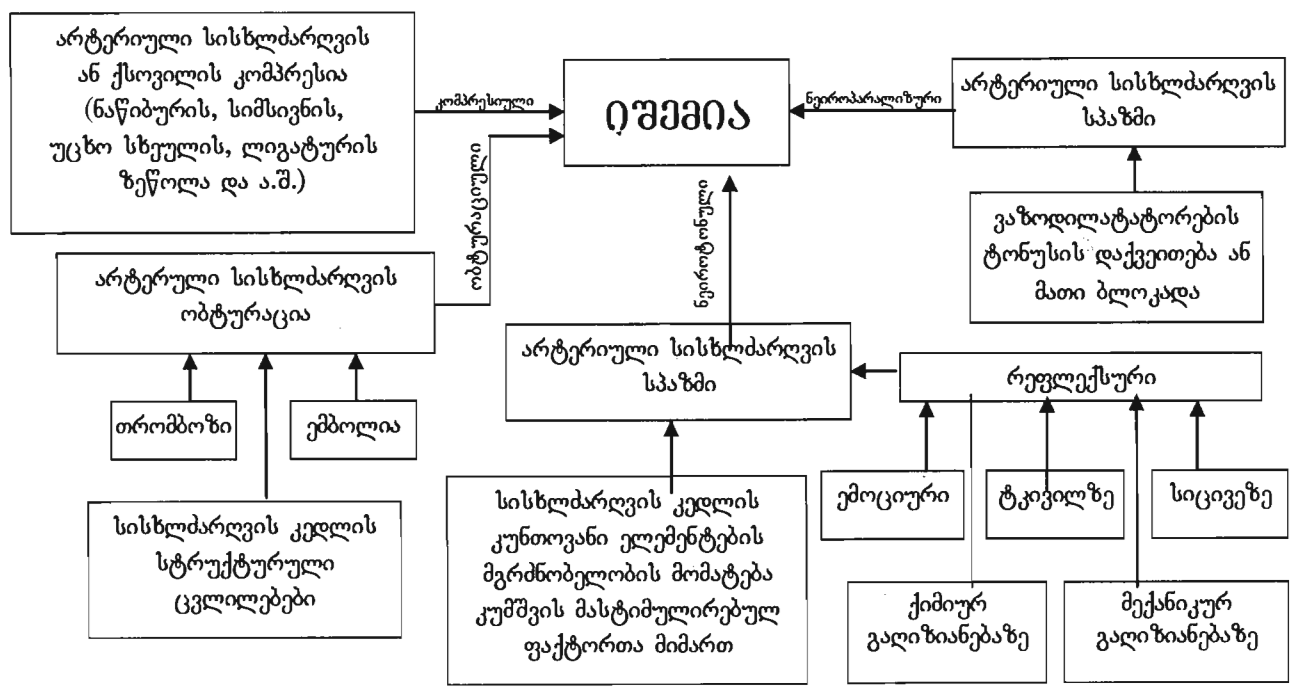 არტერიული სისხლძარღვის
ან ქსოვილის კომპრესია
(ნაწიბურის, სიმსივნის,
უცხო სხეულის, ლიგატურის
ზეწოლა და ა.შ.)
კომპრესიული
იშემია
ნეიროპარალიზური
არტერიული სისხლძარღვის
სპაზმი
ვაზოდილატატორების
ტონუსის დაქვეითება ან
მათი ბლოკადა
ობტურაციული
ნეიროტონული
არტერული სისხლძარღვის
ობტურაცია
თრომბოზი
ემბოლია
სისხლძარღვის კედლის
სტრუქტურული
ცვლილებები
არტერიული სისხლძარღვის
სპაზმი
სისხლძარღვის კედლის
კუნთოვანი ელემენტების
მგრძნობელობის მომატება
კუმშვის მასტიმულირებულ
ფაქტორთა მიმართ
რეფლექსური
ემოციური
ტკივილზე
სიცივეზე
ქიმიურ
გაღიზიანებაზე
მექანიკურ
გაღიზიანებაზე